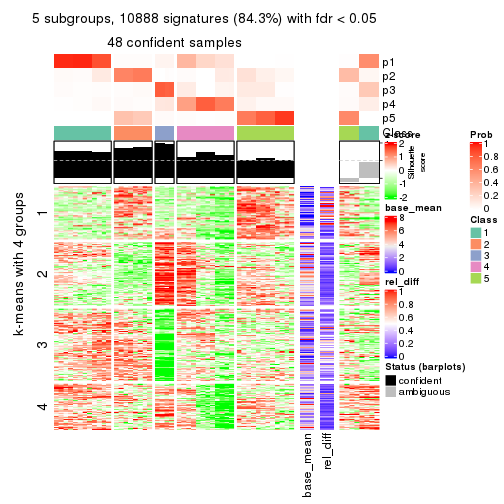 5 subgroups, 10888 signatures (84.3%) with fdr < 0.05
48 confident samples
p1
p2
p3
p4
p5
Class
Silhouette
score
k-means with 4 groups
1
2
3
4
base_mean
rel_diff
z-score
2
1
0
-1
-2
base_mean
8
6
4
2
0
rel_diff
1
0.8
0.6
0.4
0.2
0
Status (barplots)
confident
ambiguous
Prob
1
0.8
0.6
0.4
0.2
0
Class
1
2
3
4
5